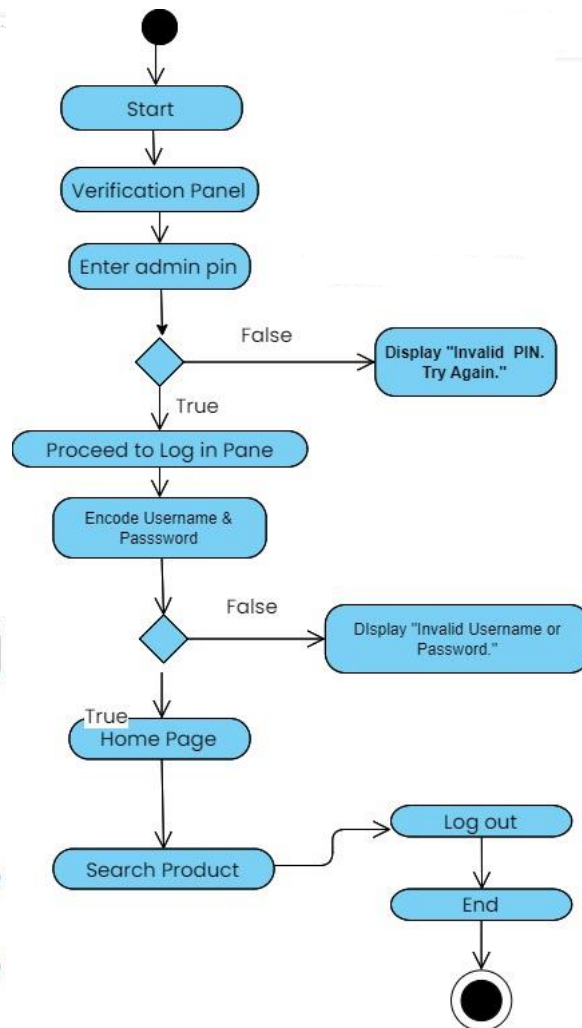 Start
Verification Panel
Enter admin pin
False
Display "Invalid PIN.
Try Again."
True
Proceed to Log in Pane
Encode Username &
Passsword
False
DIsplay "Invalid Username or
Password."
True
Home Page
Search Product
Log out
End